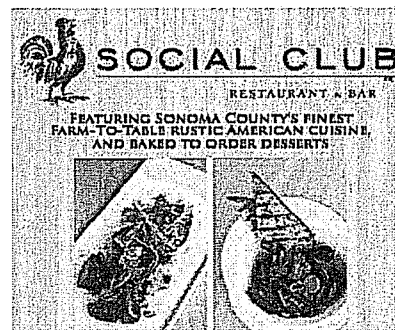 SOCIAL CLUB
RESTAURANT & BAR
FEATURING SONOMA COUNTY'S FINEST
FARM-TO-TABLE RUSTIC AMERICAN CUISINE,
AND BAKED TO ORDER DESSERTS